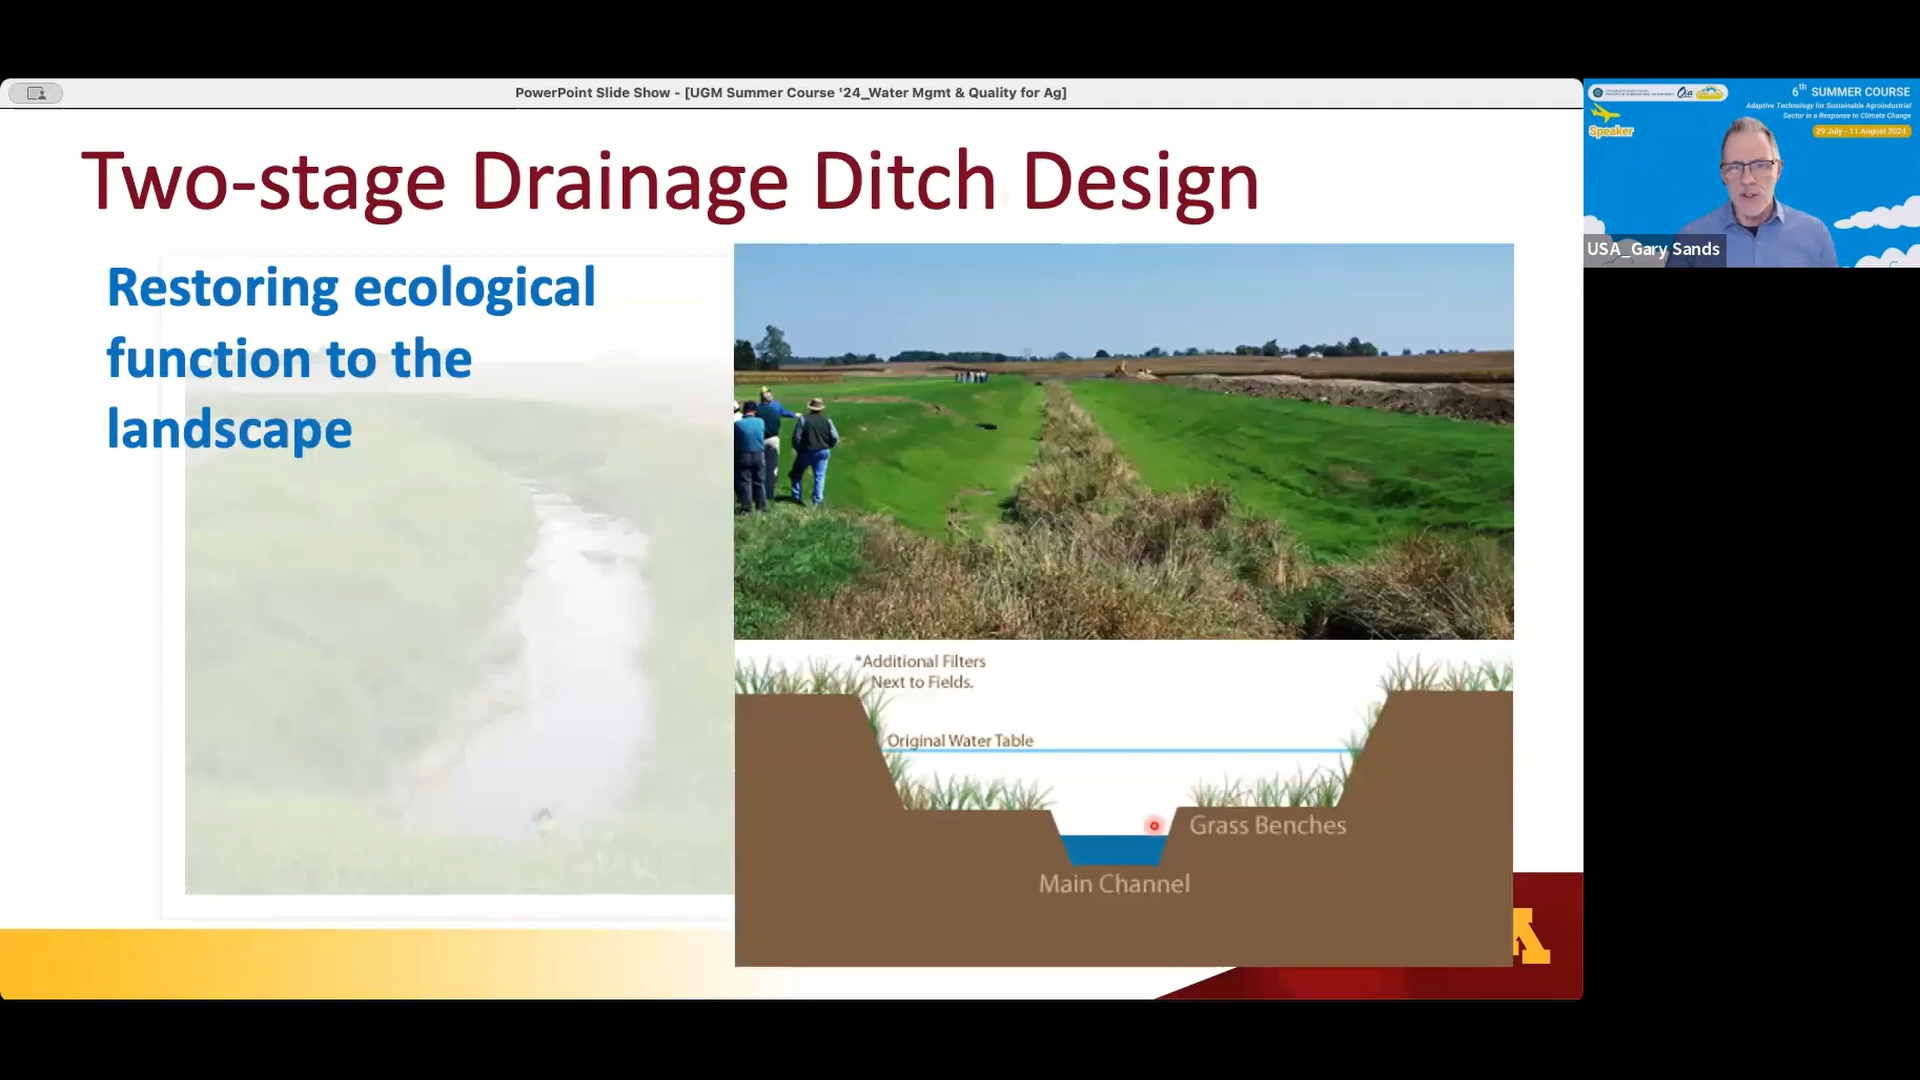 PowerPoint Slide Show - [UGM Summer Course '24_Water Mgmt & Quality for Ag]
Two-stage Drainage Ditch Design
Restoring ecological
function to the
landscape
*Additional Filters
Next to Fields.
Original Water Table
Grass Benches
Main Channel
6th SUMMER COURSE
Adaptive Technology for Sustainable Agroindustrial
Sector in a Response to Climate Change
29 July - 11 August 2024
Speaker
USA_Gary Sands